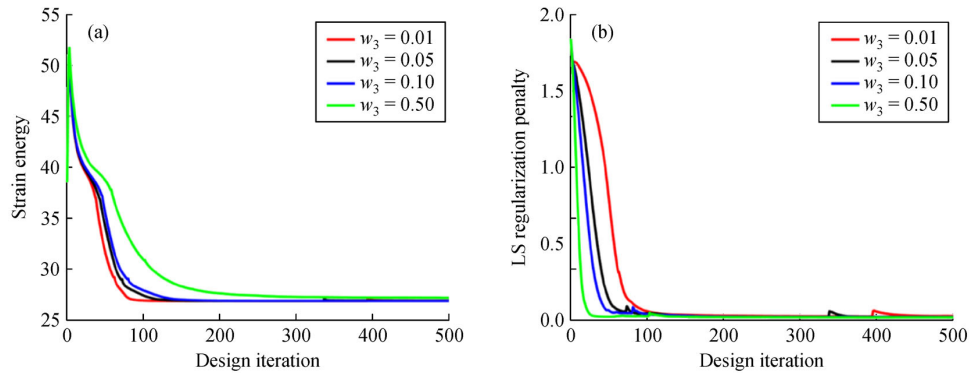 (a)
w₃ = 0.01
w₃ = 0.05
w₃ = 0.10
w₃ = 0.50
Strain energy
55
50
45
40
35
30
25
0
100
200
300
400
500
Design iteration
(b)
w₃ = 0.01
w₃ = 0.05
w₃ = 0.10
w₃ = 0.50
LS regularization penalty
2.0
1.5
1.0
0.5
2.0
0
100
200
300
400
500
Design iteration